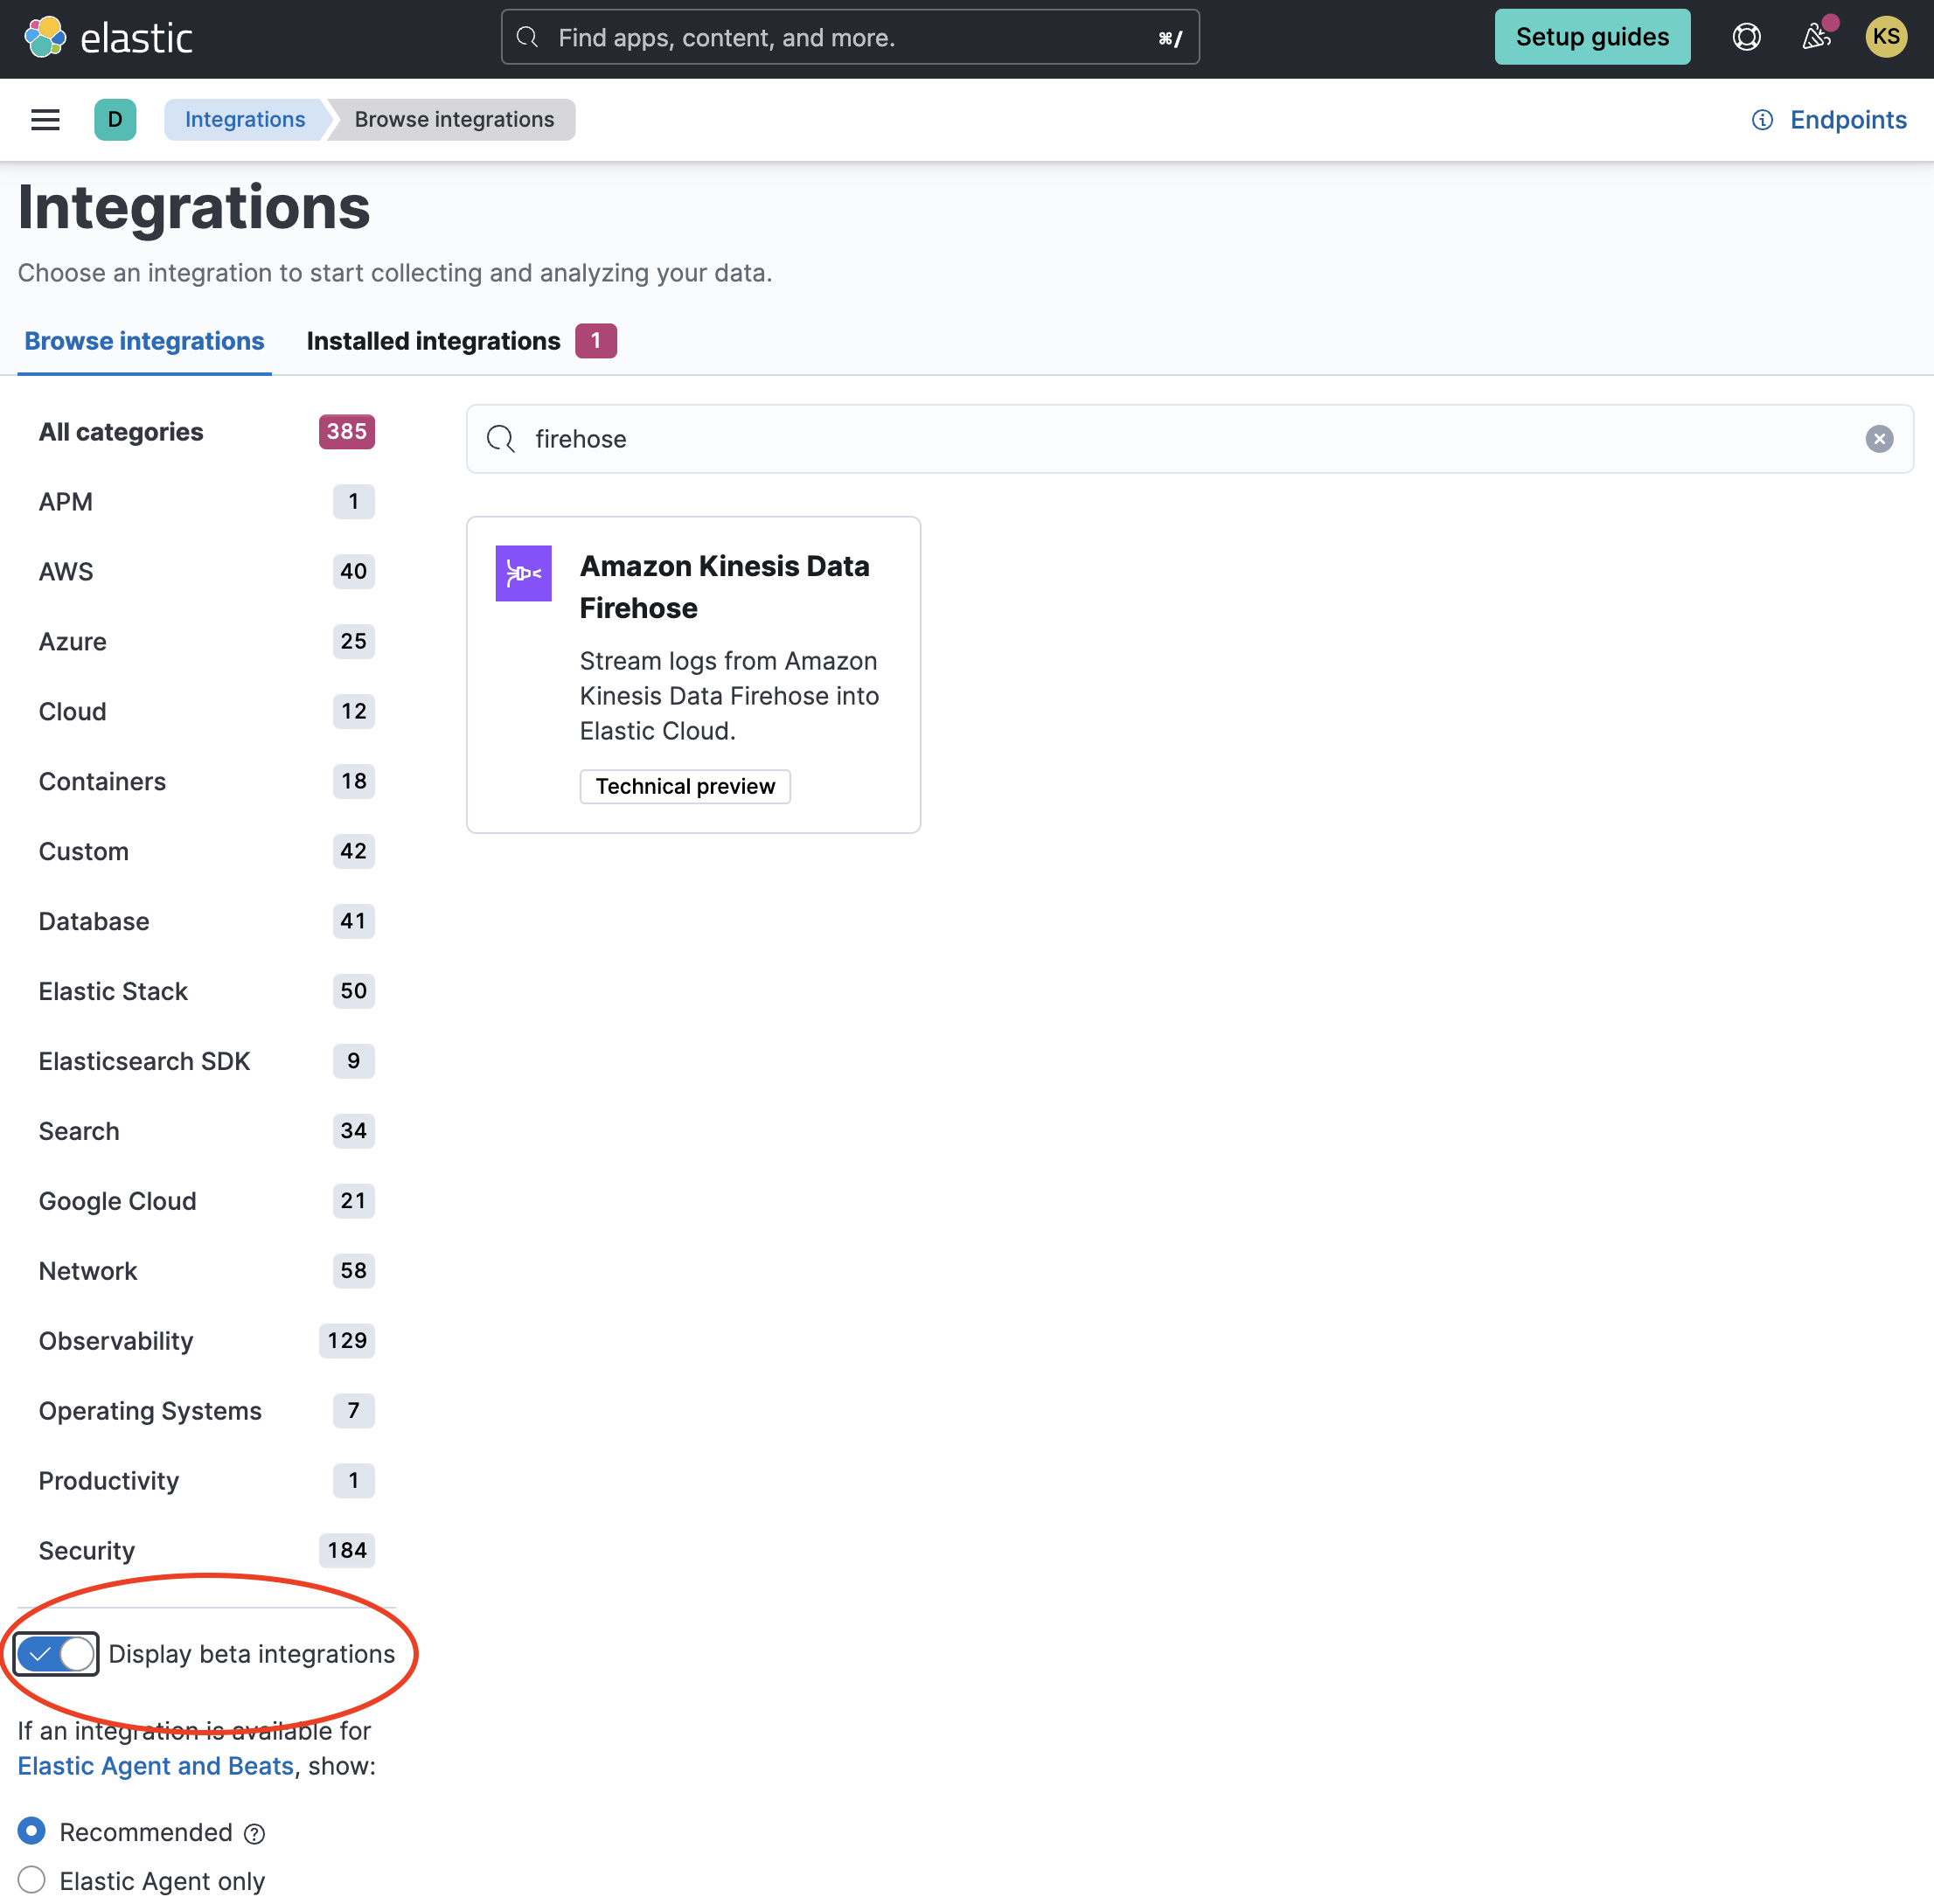 elastic
Find apps, content, and more.
⌘/
Setup guides
KS
D
Integrations
Browse integrations
Endpoints
Integrations
Choose an integration to start collecting and analyzing your data.
Browse integrations
Installed integrations 1
All categories 385
APM 1
AWS 40
Azure 25
Cloud 12
Containers 18
Custom 42
Database 41
Elastic Stack 50
Elasticsearch SDK 9
Search 34
Google Cloud 21
Network 58
Observability 129
Operating Systems 7
Productivity 1
Security 184
Display beta integrations
If an integration is available for
Elastic Agent and Beats, show:
Recommended
Elastic Agent only
firehose
Amazon Kinesis Data
Firehose
Stream logs from Amazon
Kinesis Data Firehose into
Elastic Cloud.
Technical preview